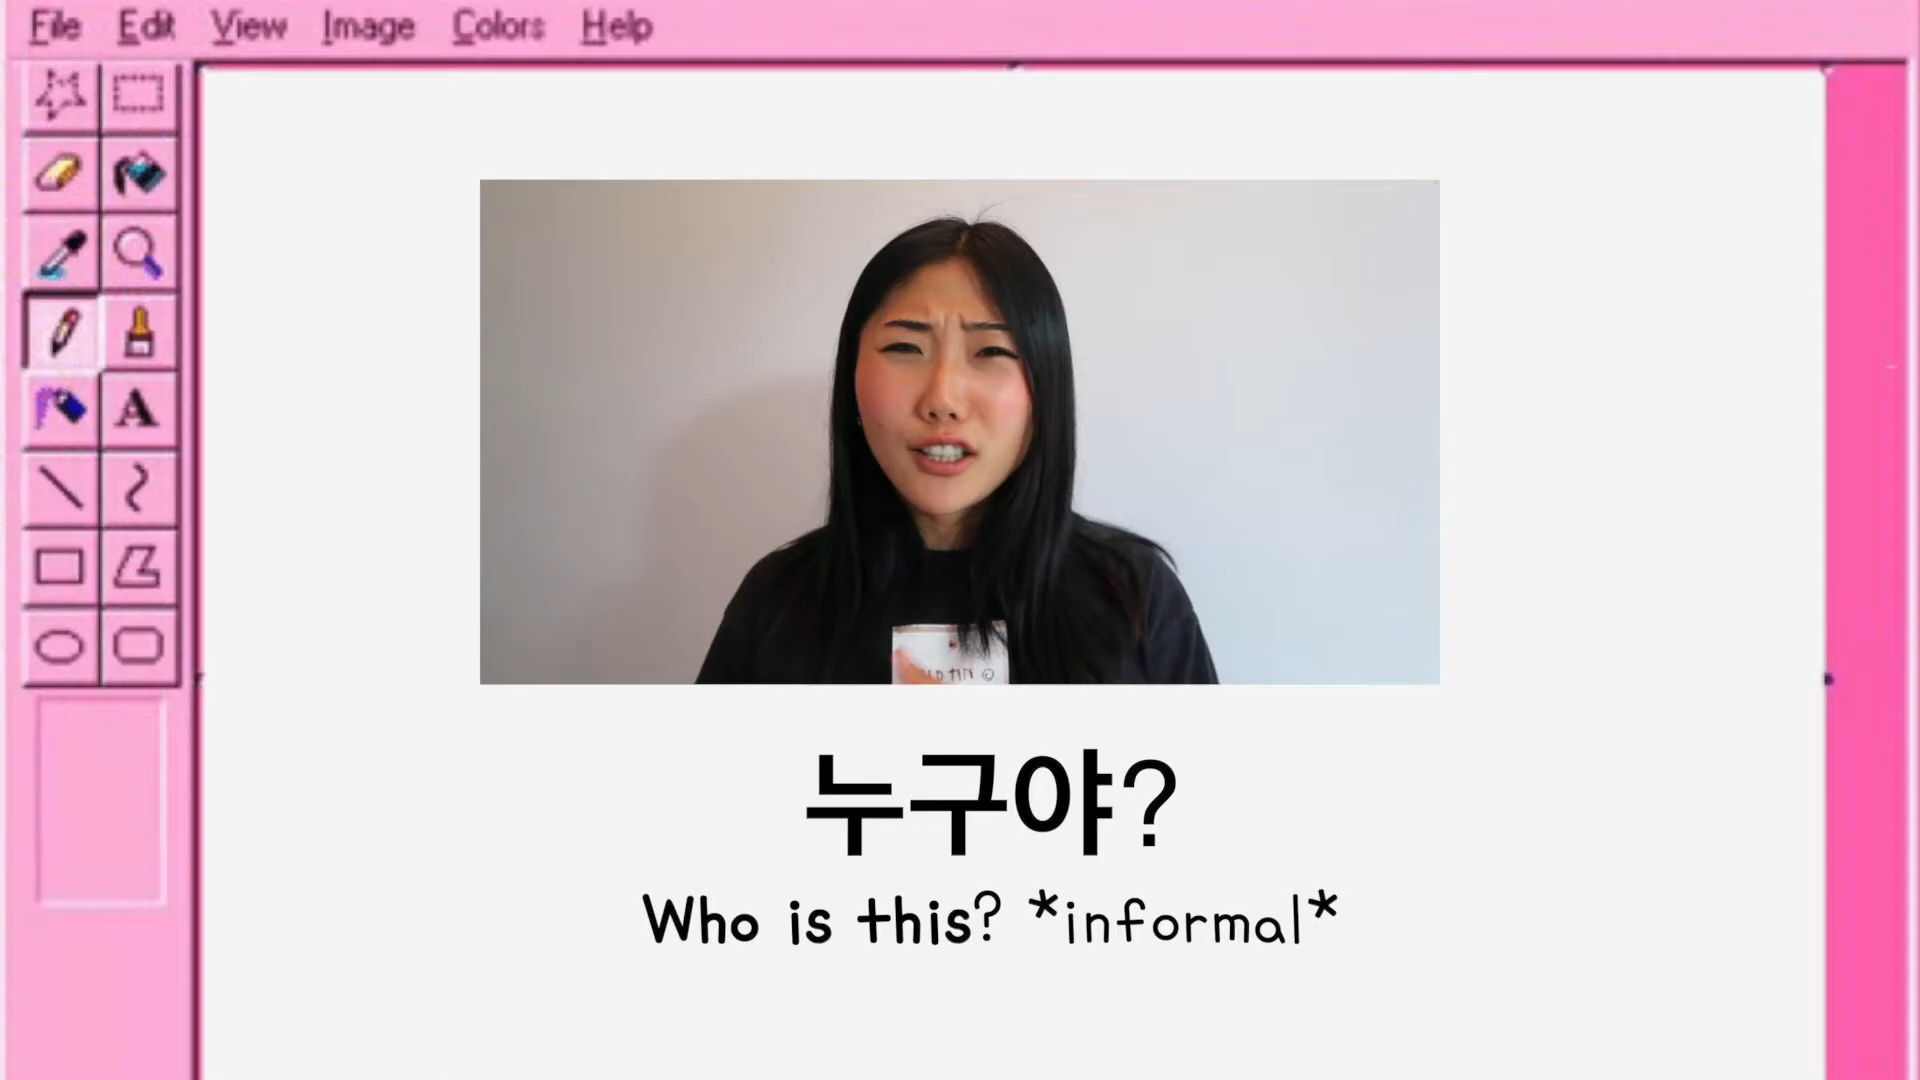 File Edit View Image Colors Help
A
누구야?
Who is this? *informal*